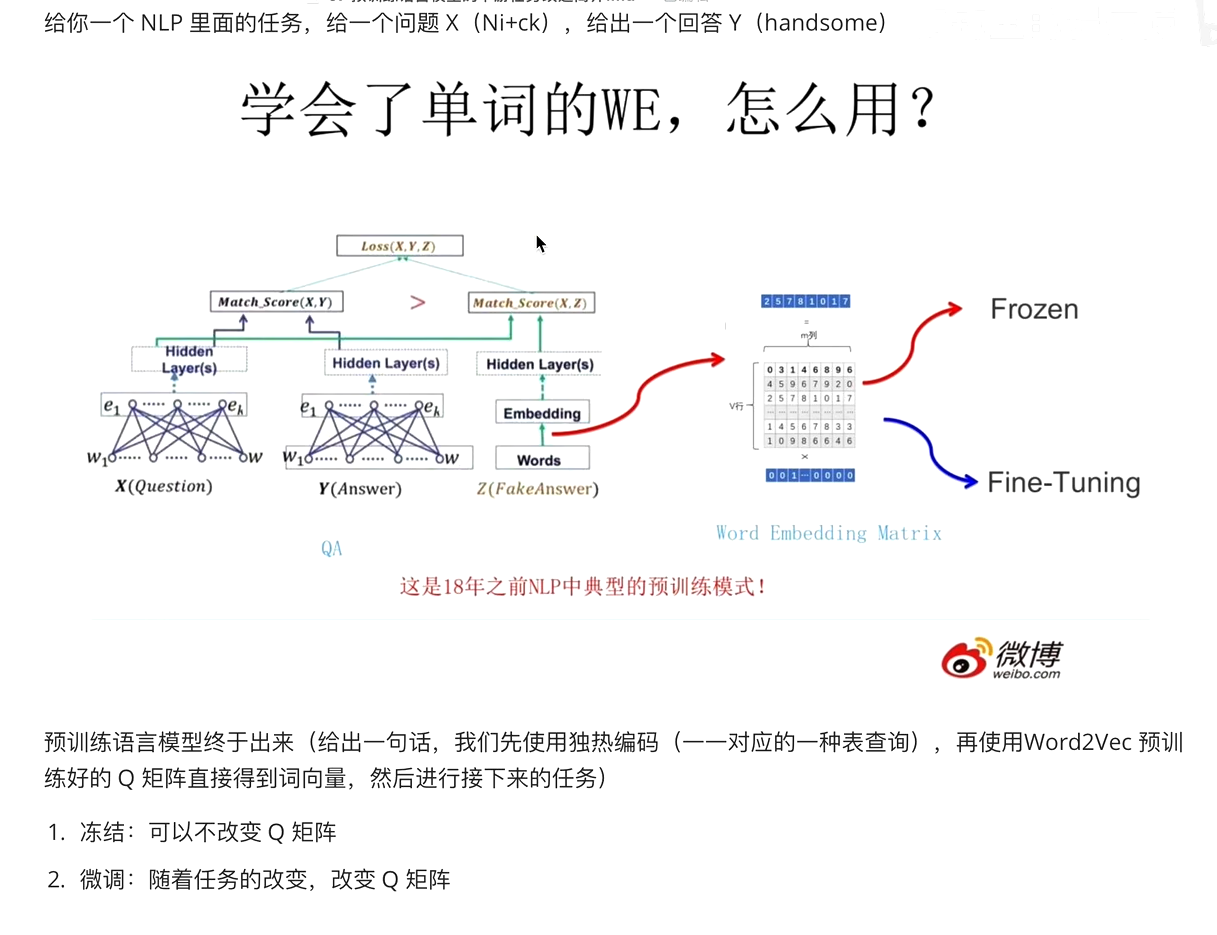 给你一个 NLP 里面的任务，给一个问题 X（Ni+ck），给出一个回答 Y（handsome）
学会了单词的WE，怎么用？
Loss(X,Y,Z)
Match_Score(X,Y)
>
Match_Score(X,Z)
Hidden
Layer(s)
Hidden Layer(s)
Hidden Layer(s)
e1 ..... ..... ek
e1 ..... ..... ek
Embedding
W1 ..... ..... w
W1 ..... ..... w
Words
X(Question)
Y(Answer)
Z(FakeAnswer)
QA
2 5 7 8 1 0 1 7
=
m列
V行
0 3 1 4 6 8 9 6
4 5 9 6 7 9 2 0
2 5 7 8 1 0 1 7
... ... ... ... ... ... ... ...
1 4 5 6 7 8 3 3
1 0 9 8 6 6 4 6
×
0 0 1 ... 0 0 0 0
Word Embedding Matrix
Frozen
Fine-Tuning
这是18年之前NLP中典型的预训练模式！
微博
weibo.com
预训练语言模型终于出来（给出一句话，我们先使用独热编码（一一对应的一种表查询），再使用Word2Vec 预训
练好的 Q 矩阵直接得到词向量，然后进行接下来的任务）
1. 冻结：可以不改变 Q 矩阵
2. 微调：随着任务的改变，改变 Q 矩阵